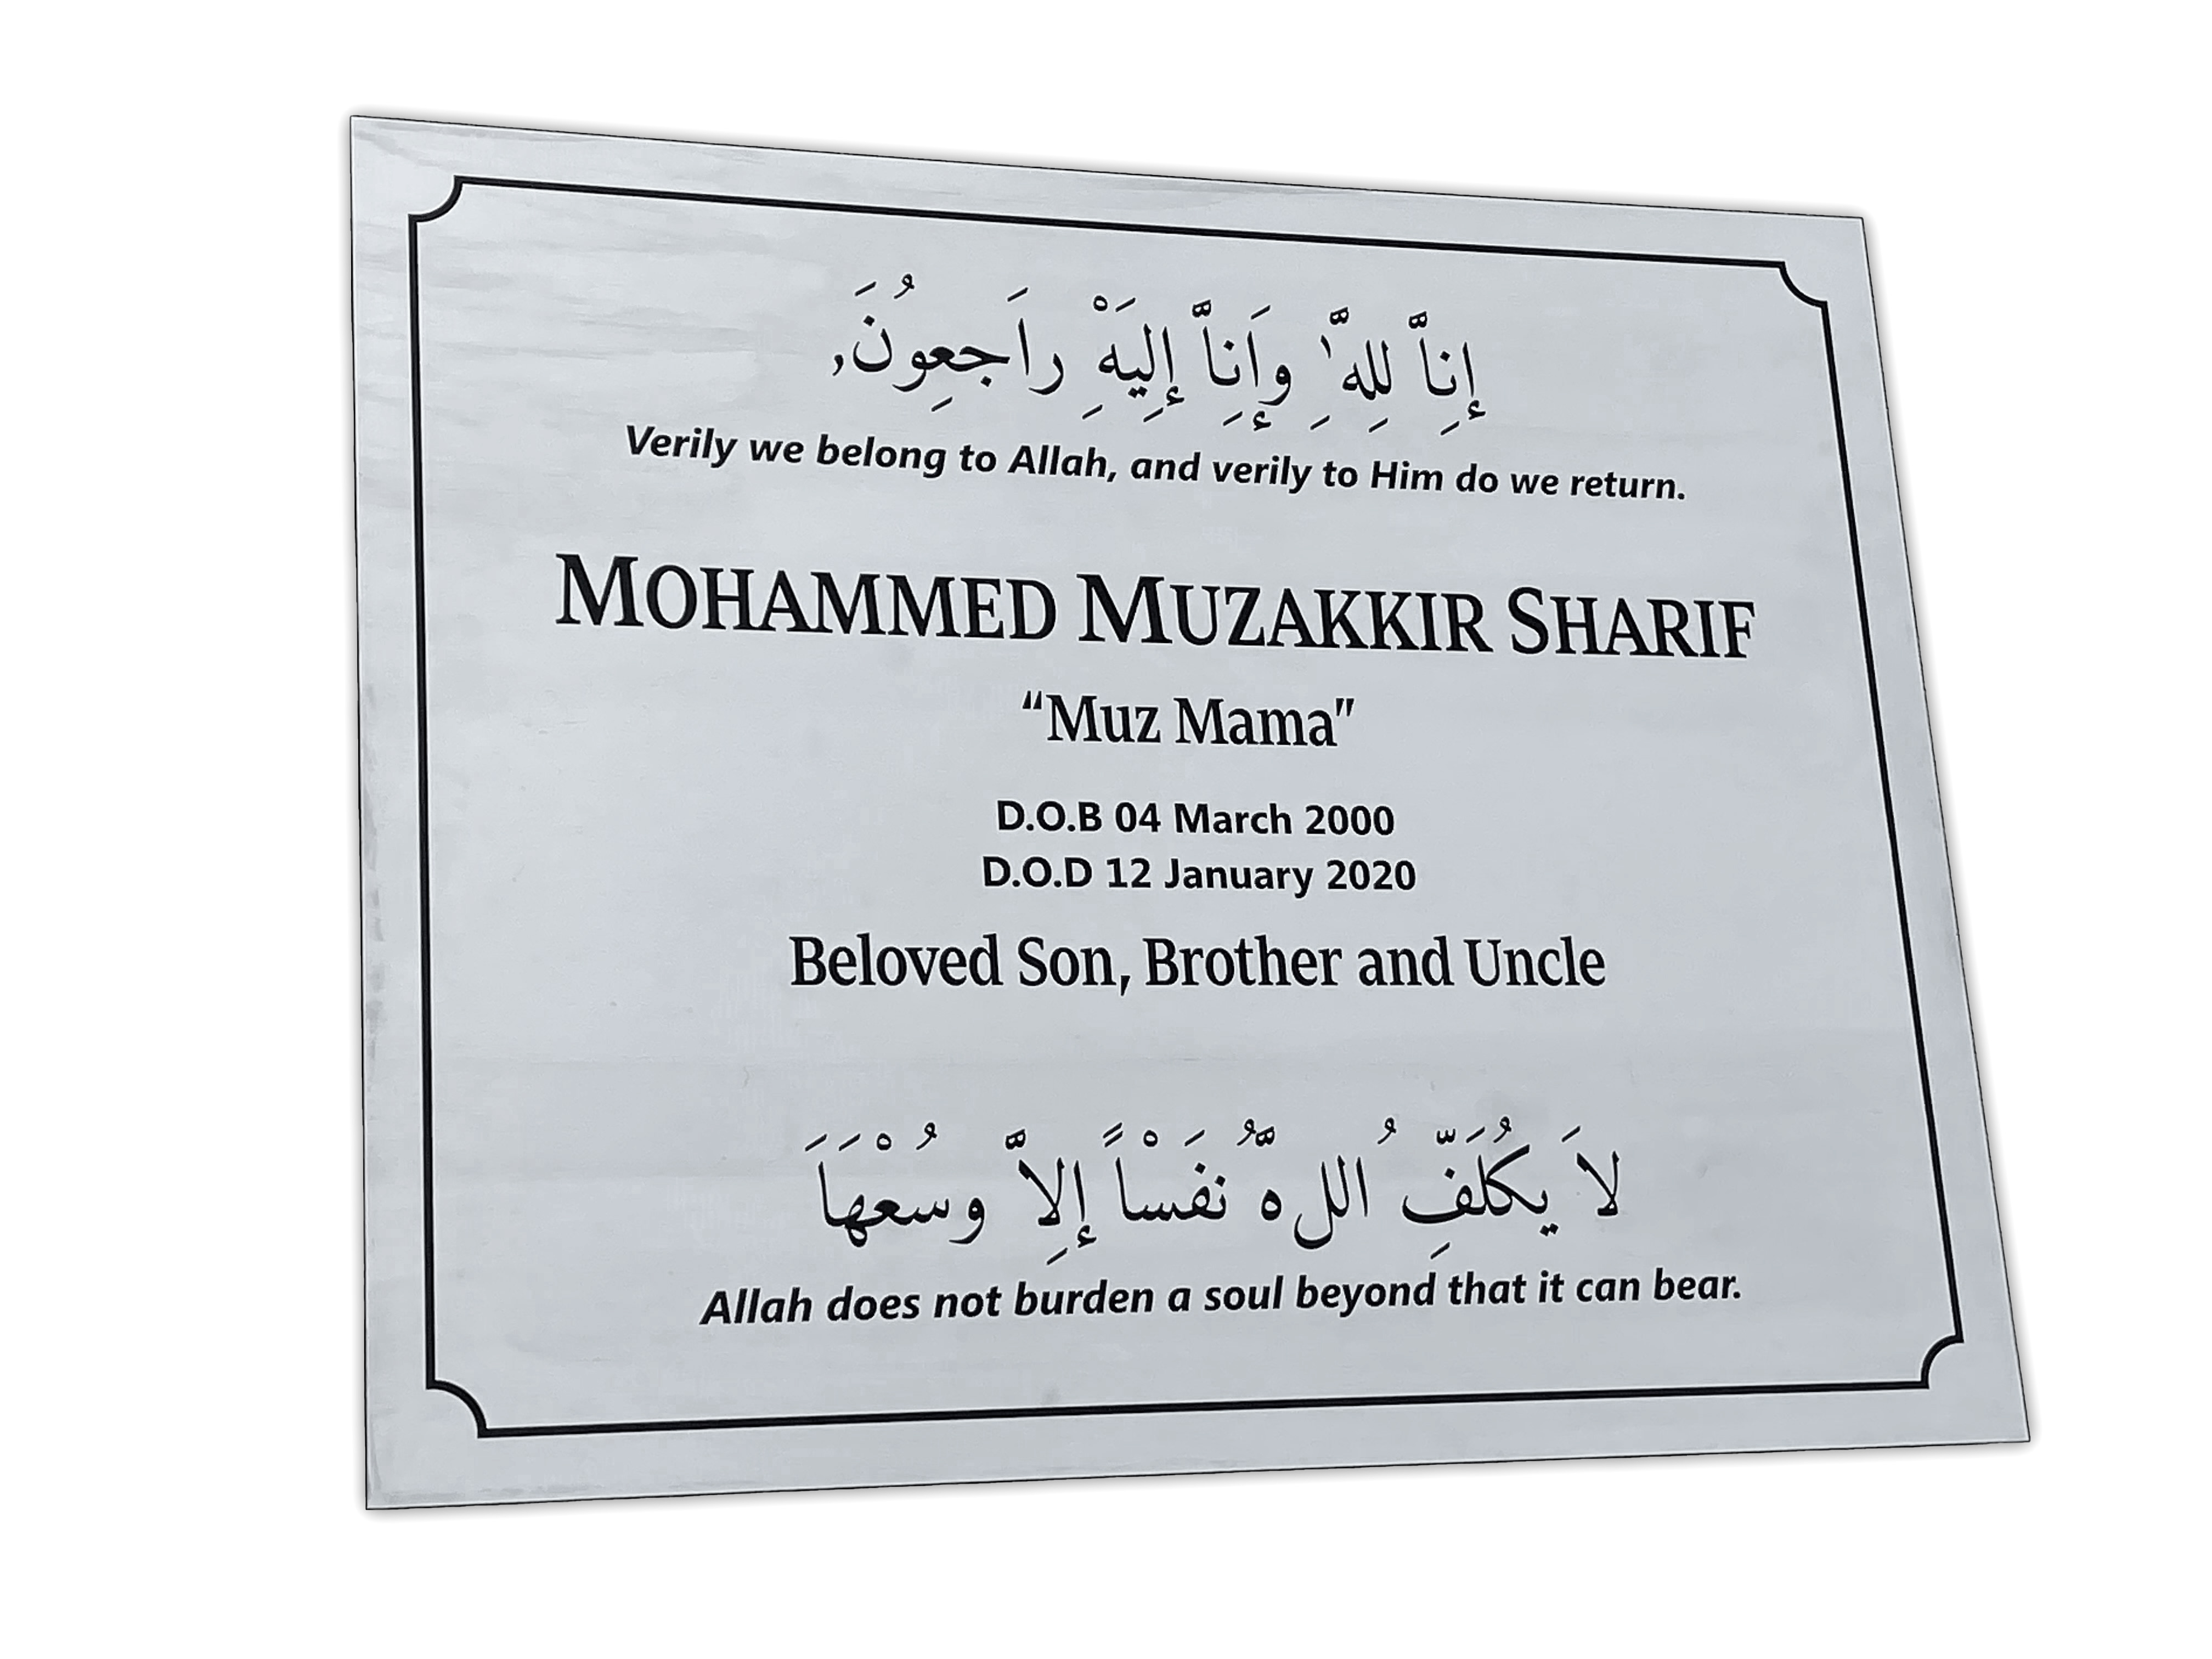 إِنَّا لِلَّهِ وَإِنَّا إِلَيْهِ رَاجِعُونَ,
Verily we belong to Allah, and verily to Him do we return.
MOHAMMED MUZAKKIR SHARIF
“Muz Mama”
D.O.B 04 March 2000
D.O.D 12 January 2020
Beloved Son, Brother and Uncle
لَا يُكَلِّفُ اللَّهُ نَفْسًا إِلَّا وُسْعَهَا
Allah does not burden a soul beyond that it can bear.